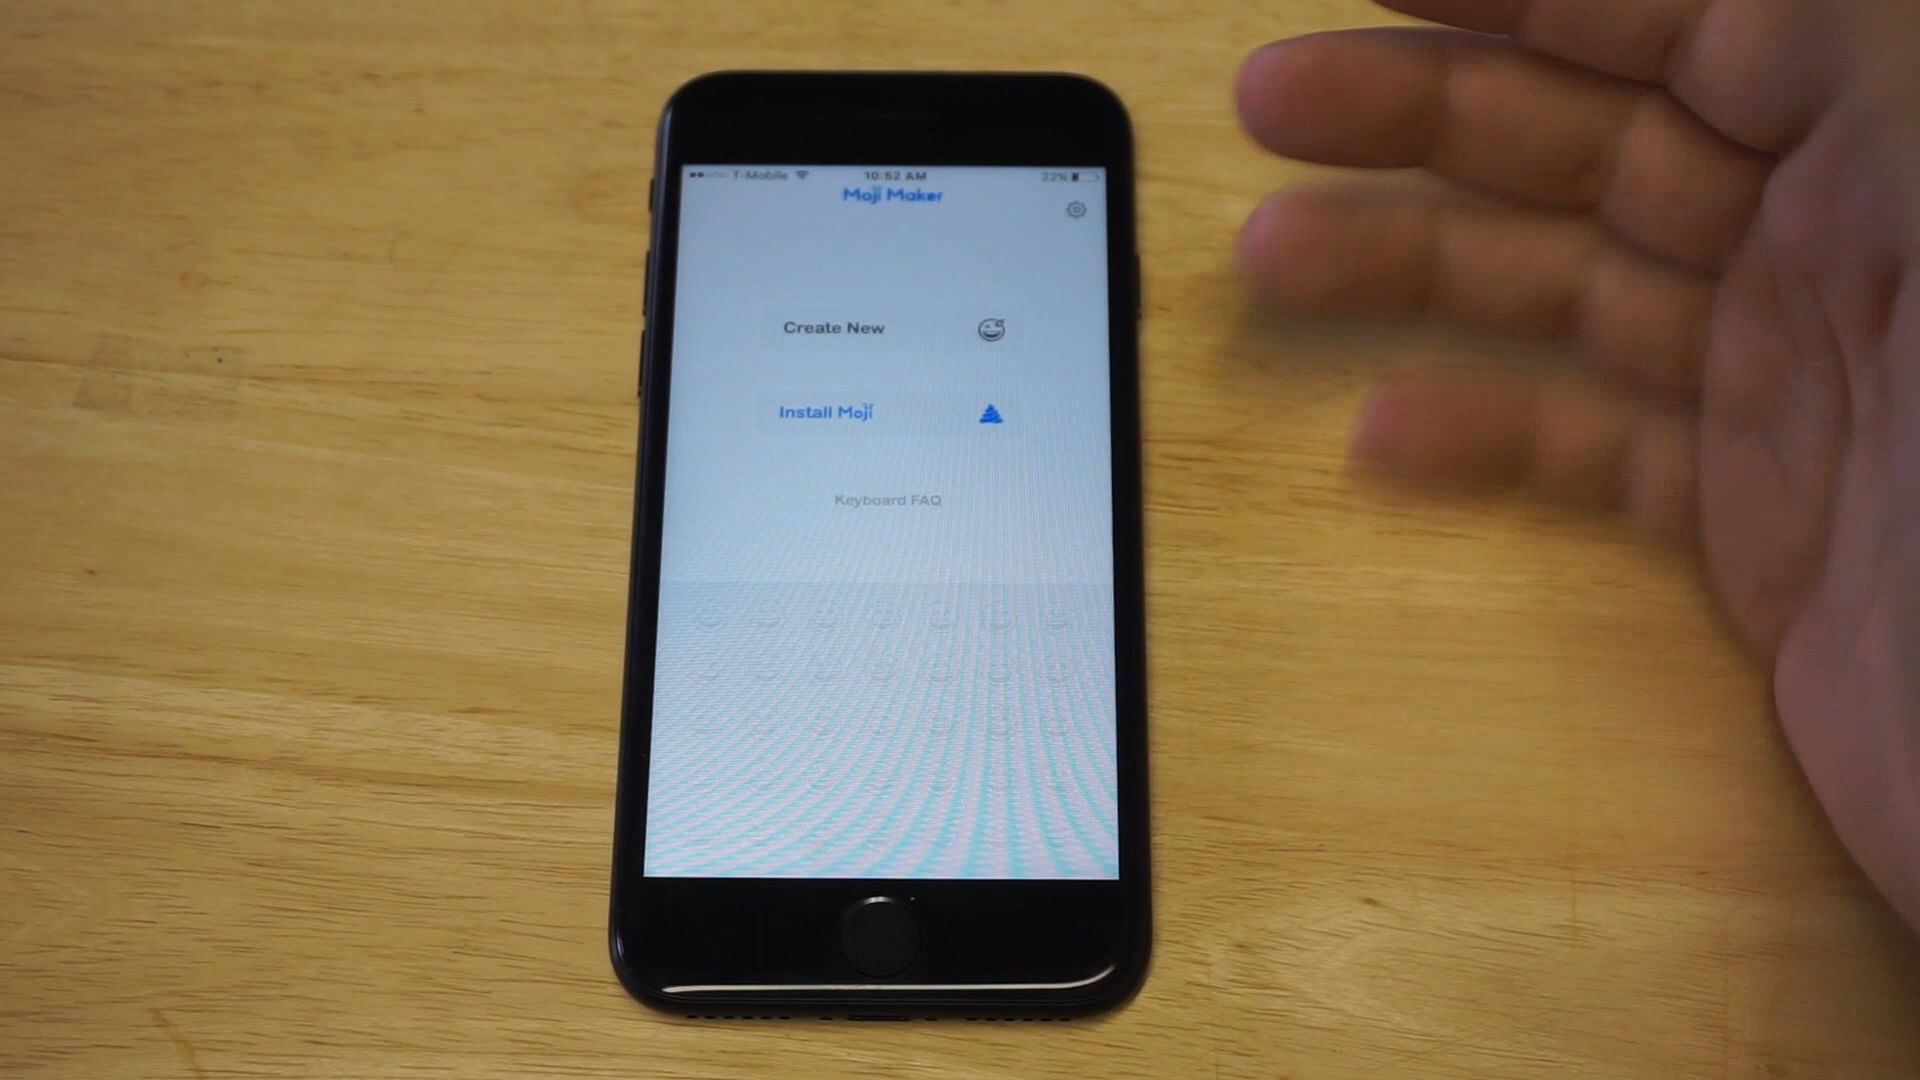 T-Mobile 10:52 AM 22%
Moji Maker
Create New
Install Moji
Keyboard FAQ